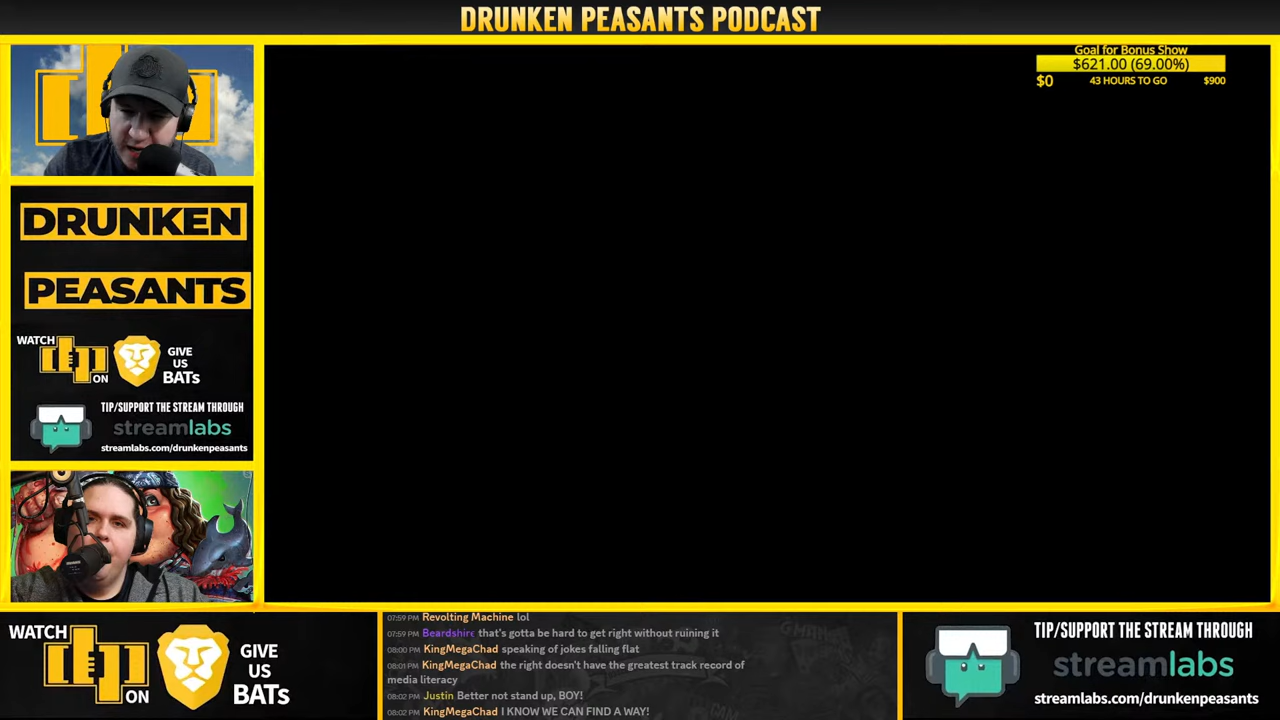 DRUNKEN PEASANTS PODCAST
Goal for Bonus Show
$621.00 (69.00%)
$0 43 HOURS TO GO $900
DRUNKEN
PEASANTS
WATCH
ON
GIVE
US
BATs
TIP/SUPPORT THE STREAM THROUGH
streamlabs
streamlabs.com/drunkenpeasants
WATCH
ON
GIVE
US
BATs
07:59 PM Revolting Machine lol
07:59 PM Beardshire that's gotta be hard to get right without ruining it
08:00 PM KingMegaChad speaking of jokes falling flat
08:01 PM KingMegaChad the right doesn't have the greatest track record of
media literacy
08:02 PM Justin Better not stand up, BOY!
08:02 PM KingMegaChad I KNOW WE CAN FIND A WAY!
TIP/SUPPORT THE STREAM THROUGH
streamlabs
streamlabs.com/drunkenpeasants